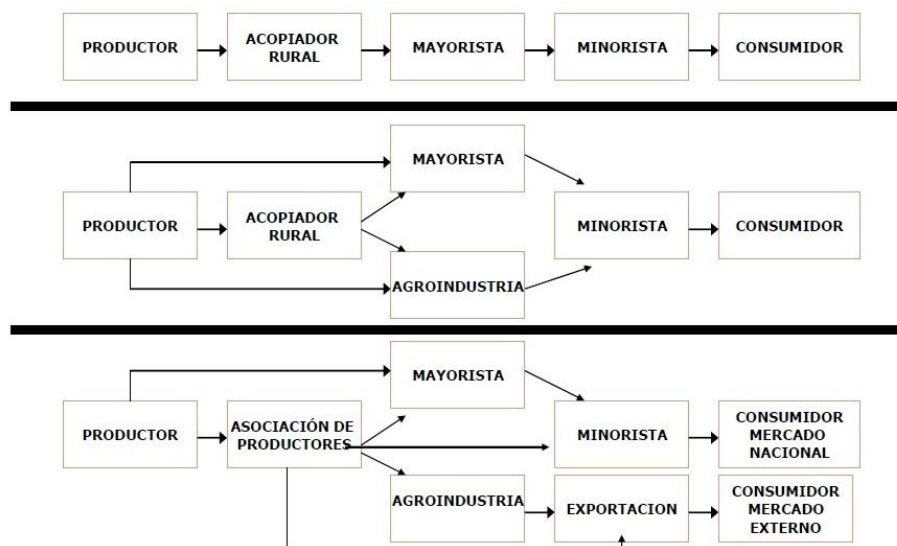 PRODUCTOR
ACOPIADOR
RURAL
MAYORISTA
MINORISTA
CONSUMIDOR
MAYORISTA
PRODUCTOR
ACOPIADOR
RURAL
MINORISTA
CONSUMIDOR
AGROINDUSTRIA
MAYORISTA
PRODUCTOR
ASOCIACIÓN DE
PRODUCTORES
MINORISTA
CONSUMIDOR
MERCADO
NACIONAL
AGROINDUSTRIA
EXPORTACION
CONSUMIDOR
MERCADO
EXTERNO